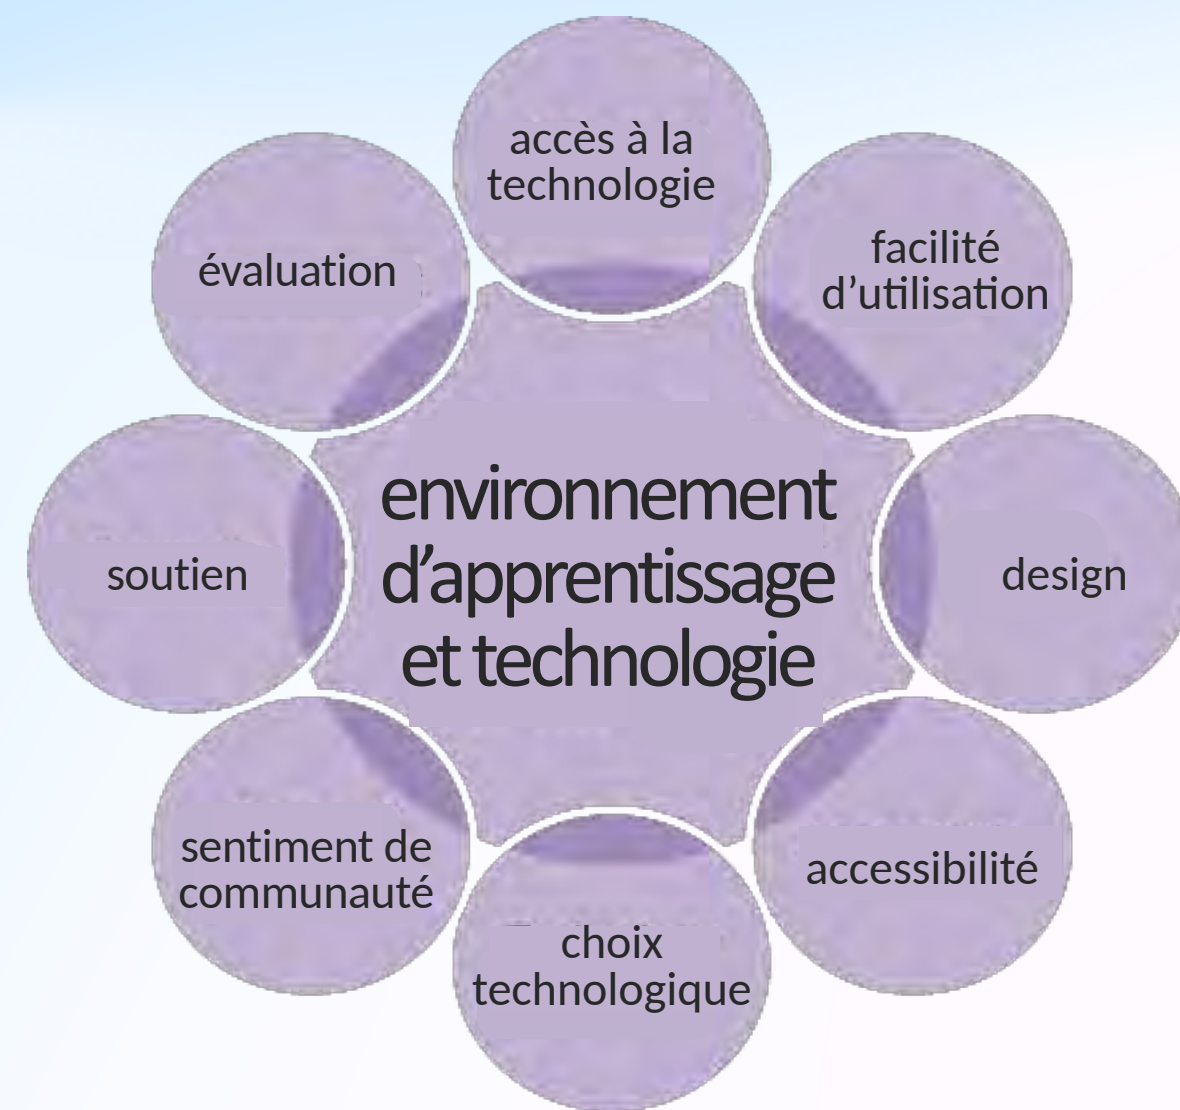 accès à la
technologie
facilité
d’utilisation
évaluation
environnement
d’apprentissage
et technologie
soutien
design
sentiment de
communauté
accessibilité
choix
technologique